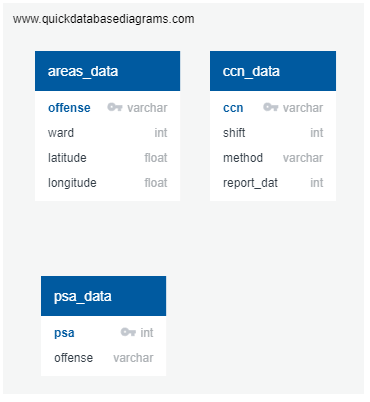 www.quickdatabasediagrams.com
areas_data
offense varchar
ward int
latitude float
longitude float
ccn_data
ccn varchar
shift int
method varchar
report_dat int
psa_data
psa int
offense varchar